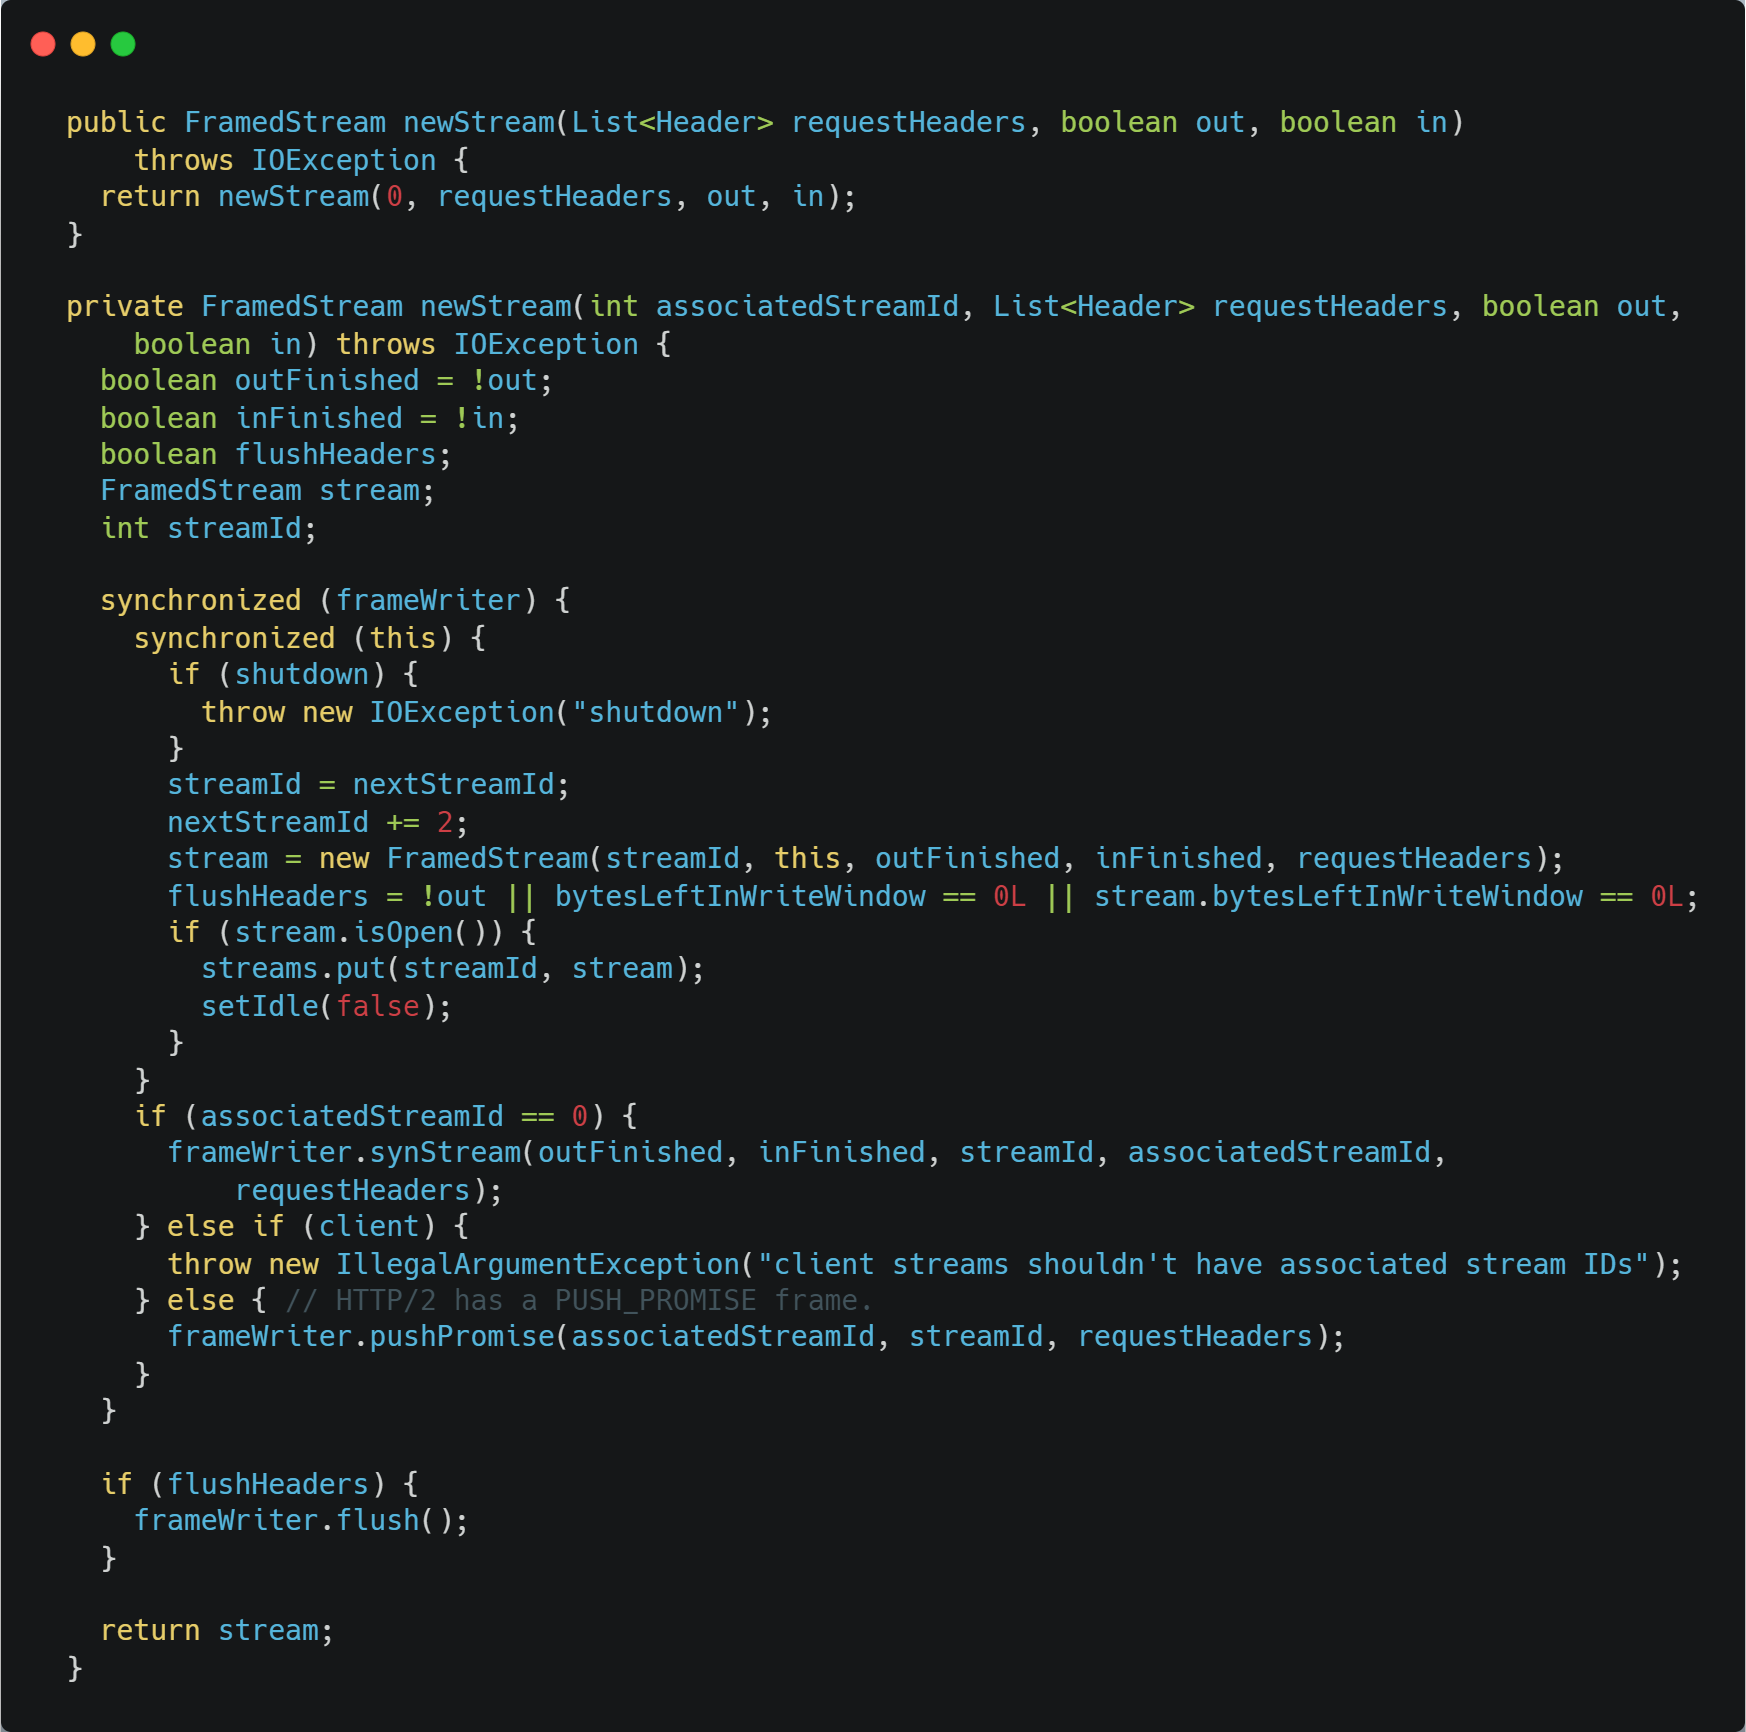 public FramedStream newStream(List<Header> requestHeaders, boolean out, boolean in)
    throws IOException {
  return newStream(0, requestHeaders, out, in);
}

private FramedStream newStream(int associatedStreamId, List<Header> requestHeaders, boolean out,
    boolean in) throws IOException {
  boolean outFinished = !out;
  boolean inFinished = !in;
  boolean flushHeaders;
  FramedStream stream;
  int streamId;

  synchronized (frameWriter) {
    synchronized (this) {
      if (shutdown) {
        throw new IOException("shutdown");
      }
      streamId = nextStreamId;
      nextStreamId += 2;
      stream = new FramedStream(streamId, this, outFinished, inFinished, requestHeaders);
      flushHeaders = !out || bytesLeftInWriteWindow == 0L || stream.bytesLeftInWriteWindow == 0L;
      if (stream.isOpen()) {
        streams.put(streamId, stream);
        setIdle(false);
      }
    }
    if (associatedStreamId == 0) {
      frameWriter.synStream(outFinished, inFinished, streamId, associatedStreamId,
          requestHeaders);
    } else if (client) {
      throw new IllegalArgumentException("client streams shouldn't have associated stream IDs");
    } else { // HTTP/2 has a PUSH_PROMISE frame.
      frameWriter.pushPromise(associatedStreamId, streamId, requestHeaders);
    }
  }

  if (flushHeaders) {
    frameWriter.flush();
  }

  return stream;
}